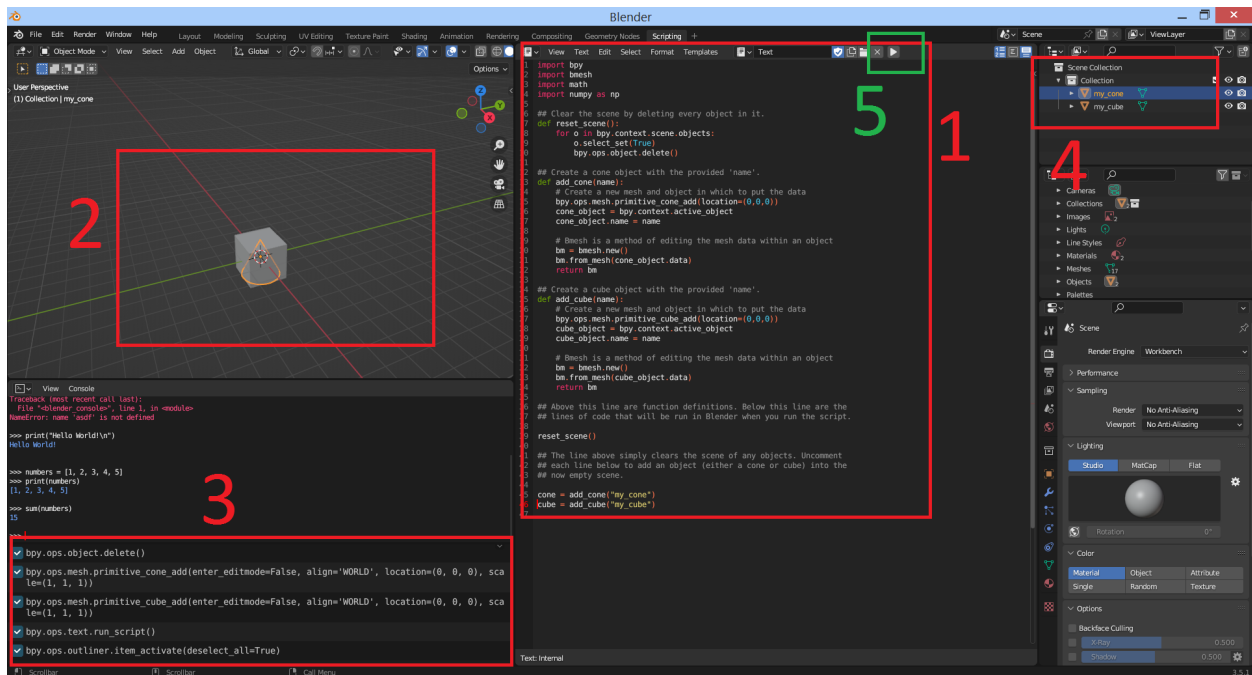 Blender
File Edit Render Window Help Layout Modeling Sculpting UV Editing Texture Paint Shading Animation Rendering Compositing Geometry Nodes Scripting + Scene ViewLayer
Object Mode View Select Add Object Global
Options
User Perspective
(1) Collection | my_cone
Z
Y
X
2
View Console
Traceback (most recent call last):
File "<blender_console>", line 1, in <module>
NameError: name 'asdf' is not defined
>>> print("Hello World!\n")
Hello World!
>>> numbers = [1, 2, 3, 4, 5]
>>> print(numbers)
[1, 2, 3, 4, 5]
>>> sum(numbers)
15
>>>
3
bpy.ops.object.delete()
bpy.ops.mesh.primitive_cone_add(enter_editmode=False, align='WORLD', location=(0, 0, 0), sca
le=(1, 1, 1))
bpy.ops.mesh.primitive_cube_add(enter_editmode=False, align='WORLD', location=(0, 0, 0), sca
le=(1, 1, 1))
bpy.ops.text.run_script()
bpy.ops.outliner.item_activate(deselect_all=True)
Scrollbar Scrollbar Call Menu
View Text Edit Select Format Templates Text
5
1
import bpy
import bmesh
import math
import numpy as np
## Clear the scene by deleting every object in it.
def reset_scene():
for o in bpy.context.scene.objects:
o.select_set(True)
bpy.ops.object.delete()
## Create a cone object with the provided 'name'.
def add_cone(name):
# Create a new mesh and object in which to put the data
bpy.ops.mesh.primitive_cone_add(location=(0,0,0))
cone_object = bpy.context.active_object
cone_object.name = name
# Bmesh is a method of editing the mesh data within an object
bm = bmesh.new()
bm.from_mesh(cone_object.data)
return bm
## Create a cube object with the provided 'name'.
def add_cube(name):
# Create a new mesh and object in which to put the data
bpy.ops.mesh.primitive_cube_add(location=(0,0,0))
cube_object = bpy.context.active_object
cube_object.name = name
# Bmesh is a method of editing the mesh data within an object
bm = bmesh.new()
bm.from_mesh(cube_object.data)
return bm
## Above this line are function definitions. Below this line are the
## lines of code that will be run in Blender when you run the script.
reset_scene()
## The line above simply clears the scene of any objects. Uncomment
## each line below to add an object (either a cone or cube) into the
## now empty scene.
cone = add_cone("my_cone")
cube = add_cube("my_cube")
Text: Internal
Scene Collection
Collection
my_cone
my_cube
4
Cameras
Collections 2
Images 2
Lights
Line Styles
Materials 2
Meshes 17
Objects 2
Palettes
Scene
Render Engine Workbench
Performance
Sampling
Render No Anti-Aliasing
Viewport No Anti-Aliasing
Lighting
Studio MatCap Flat
Rotation 0°
Color
Material Object Attribute
Single Random Texture
Options
Backface Culling
X-Ray 0.500
Shadow 0.500
3.5.1